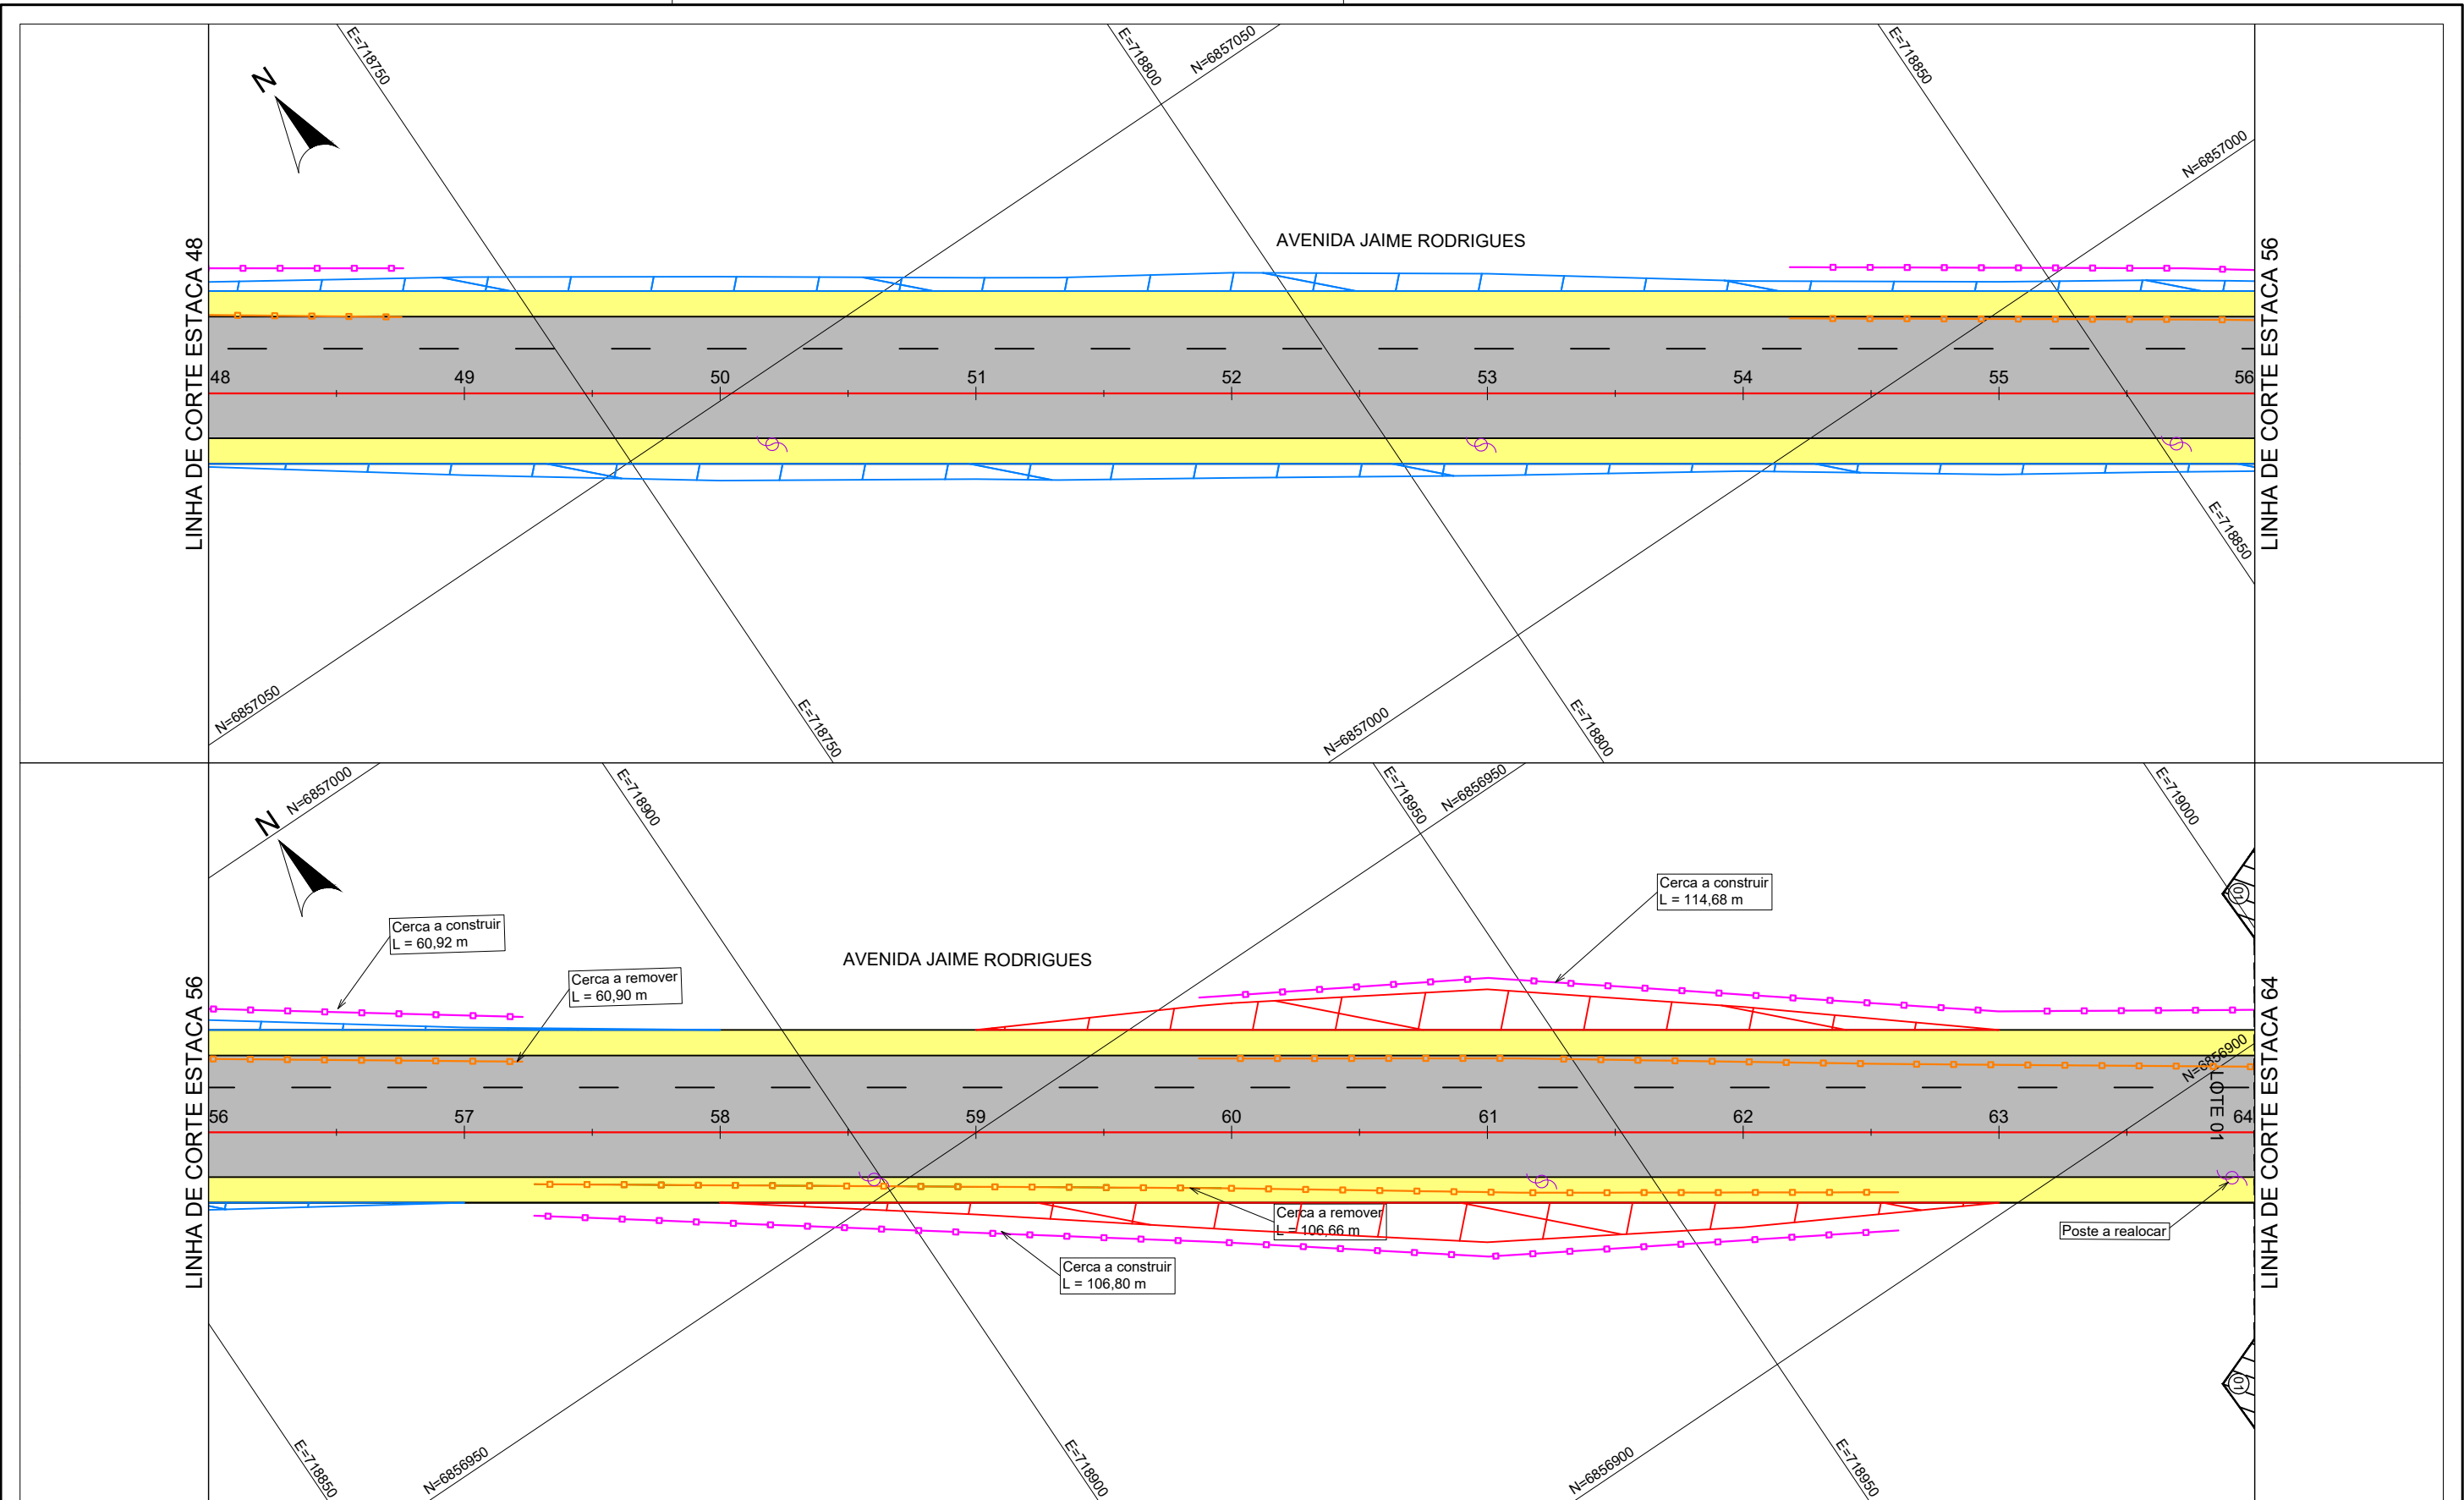 N
E=718750
E=718800
N=6857050
E=718850
N=6857000
AVENIDA JAIME RODRIGUES
LINHA DE CORTE ESTACA 48
LINHA DE CORTE ESTACA 56
48 49 50 51 52 53 54 55 56
E=718850
N=6857050
E=718750
N=6857000
E=718800
N
N=6857000
E=718900
E=718950
N=6856950
E=719000
01
Cerca a construir
L = 114,68 m
Cerca a construir
L = 60,92 m
Cerca a remover
L = 60,90 m
AVENIDA JAIME RODRIGUES
LINHA DE CORTE ESTACA 56
LINHA DE CORTE ESTACA 64
N=6856900
LOTE 01
56 57 58 59 60 61 62 63 64
Cerca a remover
L = 106,66 m
Poste a realocar
Cerca a construir
L = 106,80 m
01
E=718850
N=6856950
E=718900
N=6856900
E=718950